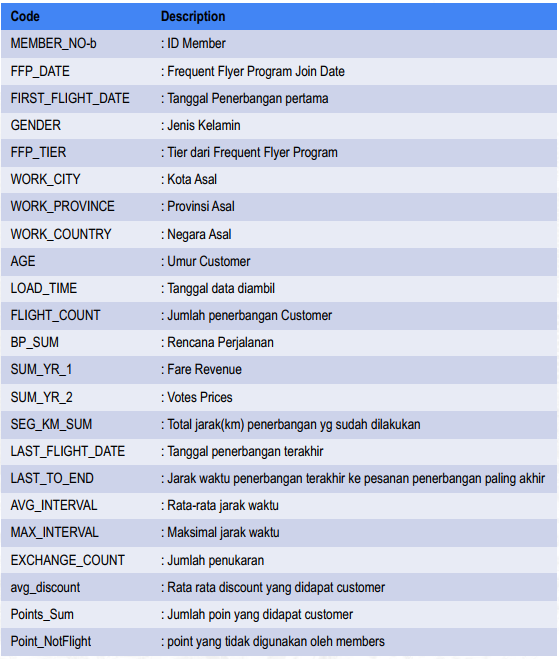 Code Description
MEMBER_NO-b : ID Member
FFP_DATE : Frequent Flyer Program Join Date
FIRST_FLIGHT_DATE : Tanggal Penerbangan pertama
GENDER : Jenis Kelamin
FFP_TIER : Tier dari Frequent Flyer Program
WORK_CITY : Kota Asal
WORK_PROVINCE : Provinsi Asal
WORK_COUNTRY : Negara Asal
AGE : Umur Customer
LOAD_TIME : Tanggal data diambil
FLIGHT_COUNT : Jumlah penerbangan Customer
BP_SUM : Rencana Perjalanan
SUM_YR_1 : Fare Revenue
SUM_YR_2 : Votes Prices
SEG_KM_SUM : Total jarak(km) penerbangan yg sudah dilakukan
LAST_FLIGHT_DATE : Tanggal penerbangan terakhir
LAST_TO_END : Jarak waktu penerbangan terakhir ke pesanan penerbangan paling akhir
AVG_INTERVAL : Rata-rata jarak waktu
MAX_INTERVAL : Maksimal jarak waktu
EXCHANGE_COUNT : Jumlah penukaran
avg_discount : Rata rata discount yang didapat customer
Points_Sum : Jumlah poin yang didapat customer
Point_NotFlight : point yang tidak digunakan oleh members